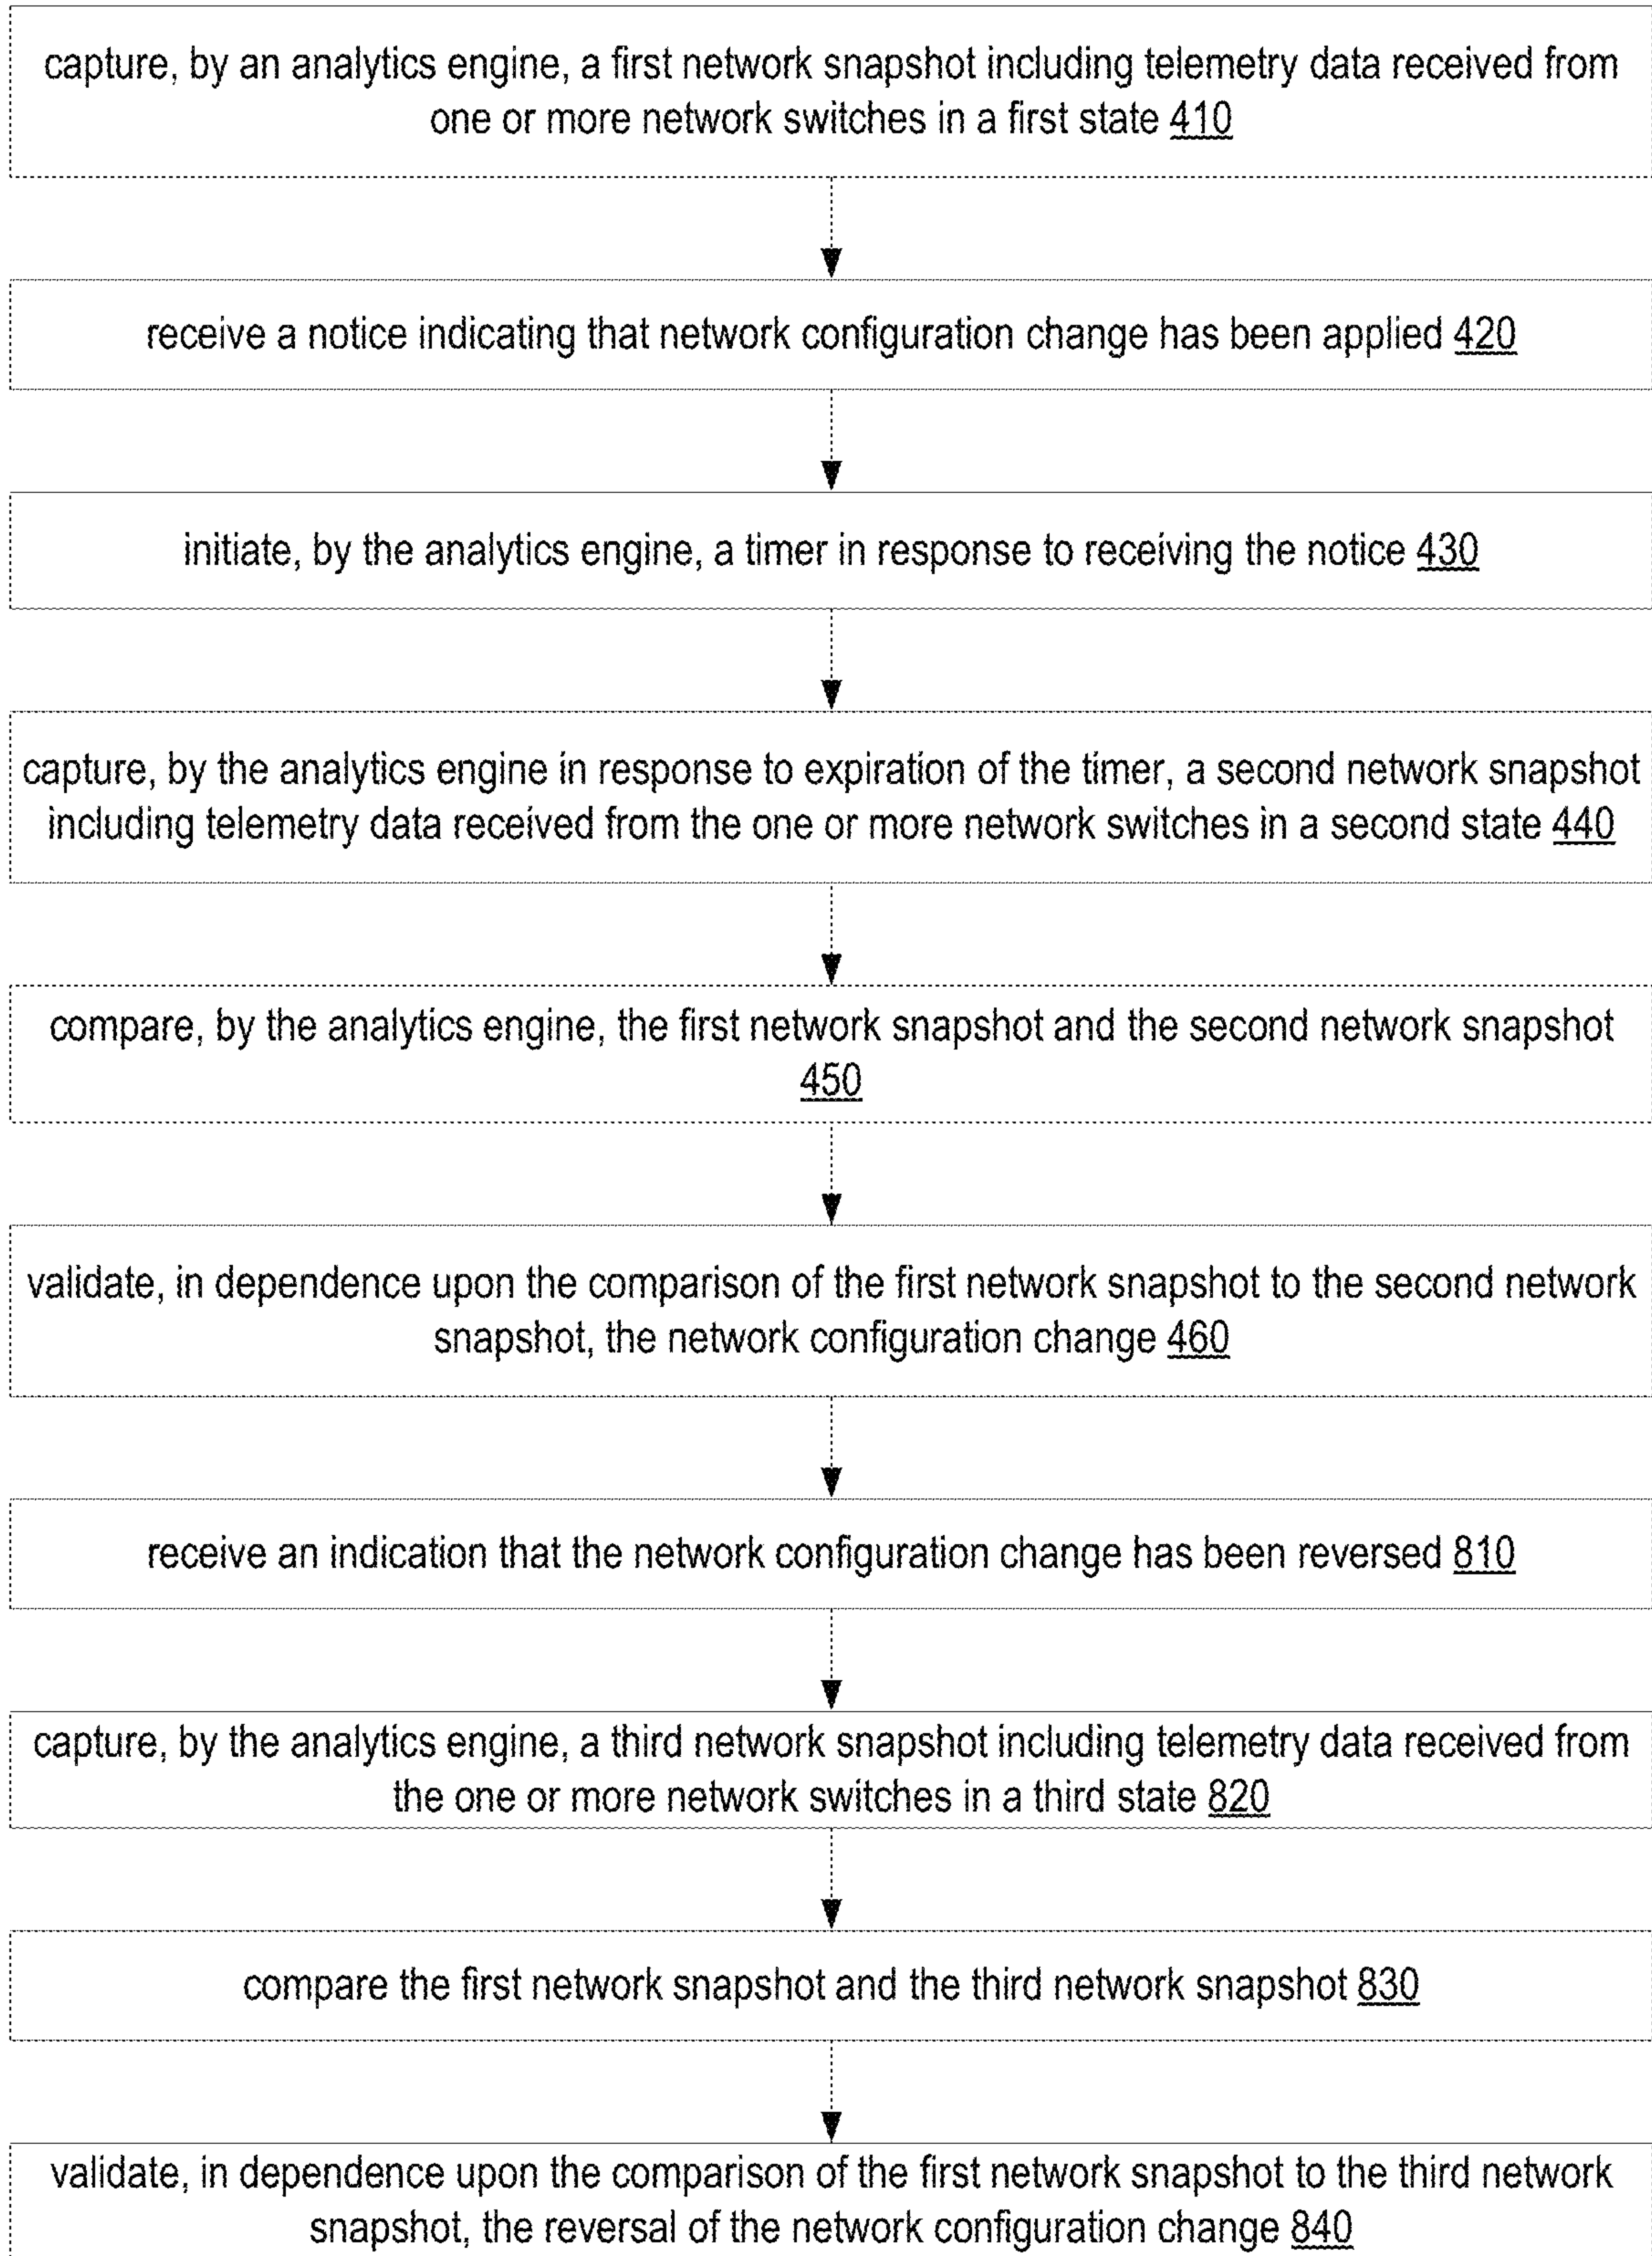 capture, by an analytics engine, a first network snapshot including telemetry data received from
one or more network switches in a first state 410
receive a notice indicating that network configuration change has been applied 420
initiate, by the analytics engine, a timer in response to receiving the notice 430
capture, by the analytics engine in response to expiration of the timer, a second network snapshot
including telemetry data received from the one or more network switches in a second state 440
compare, by the analytics engine, the first network snapshot and the second network snapshot
450
validate, in dependence upon the comparison of the first network snapshot to the second network
snapshot, the network configuration change 460
receive an indication that the network configuration change has been reversed 810
capture, by the analytics engine, a third network snapshot including telemetry data received from
the one or more network switches in a third state 820
compare the first network snapshot and the third network snapshot 830
validate, in dependence upon the comparison of the first network snapshot to the third network
snapshot, the reversal of the network configuration change 840